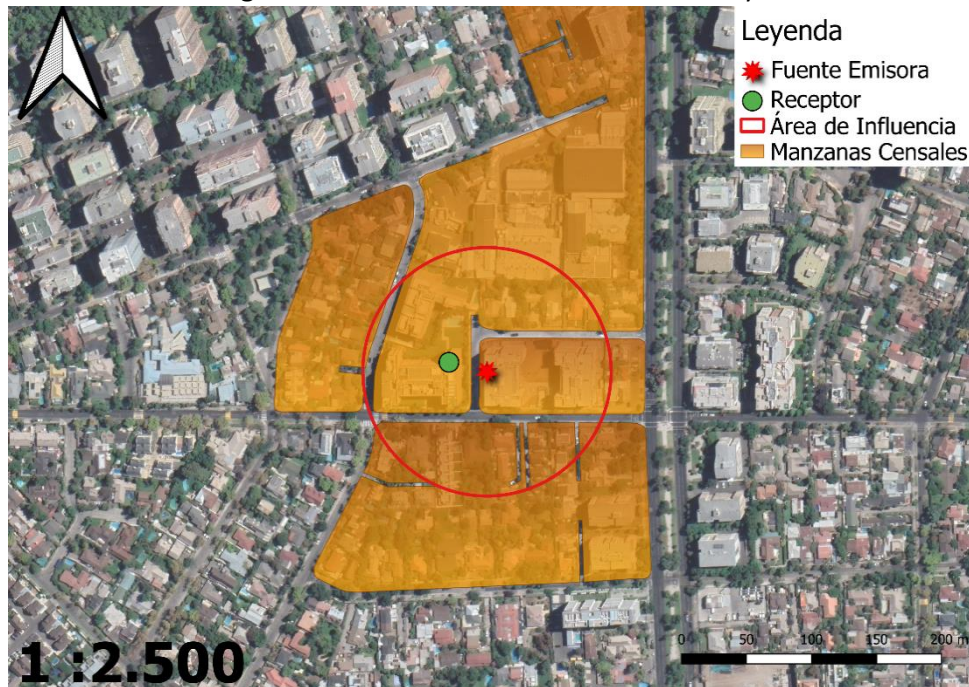 Leyenda
Fuente Emisora
Receptor
Área de Influencia
Manzanas Censales
0 50 100 150 200 m
1 :2.500